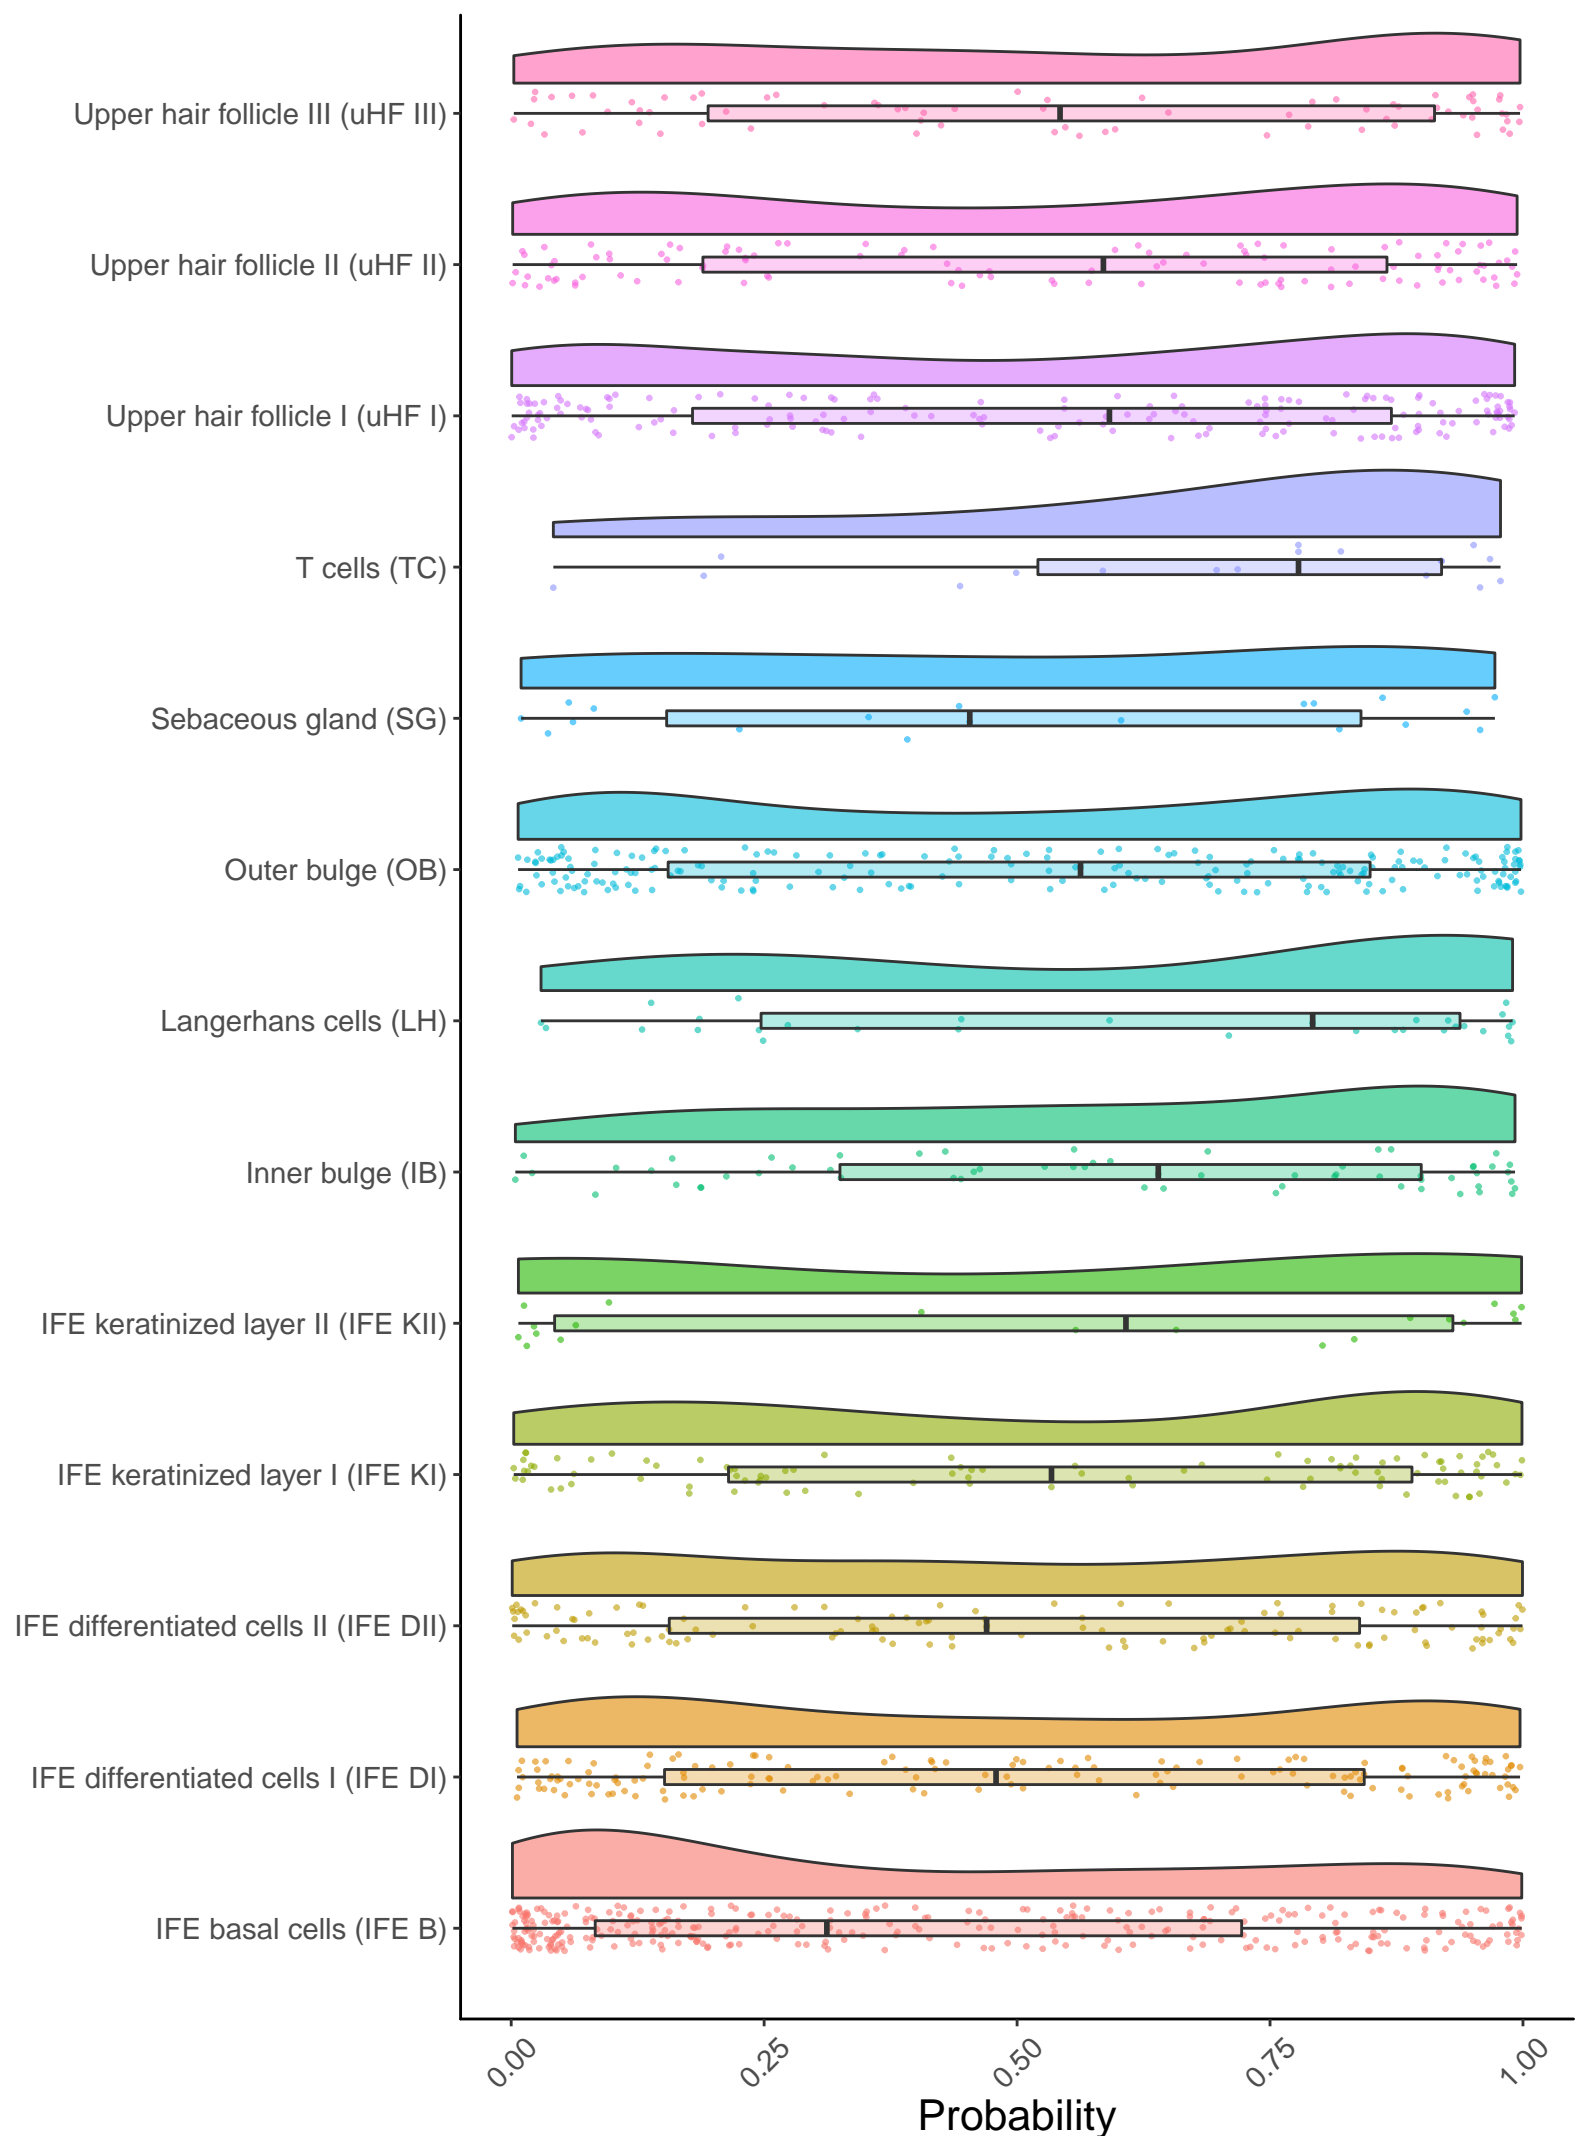 Upper hair follicle III (uHF III)
Upper hair follicle II (uHF II)
Upper hair follicle I (uHF I)
T cells (TC)
Sebaceous gland (SG)
Outer bulge (OB)
Langerhans cells (LH)
Inner bulge (IB)
IFE keratinized layer II (IFE KII)
IFE keratinized layer I (IFE KI)
IFE differentiated cells II (IFE DII)
IFE differentiated cells I (IFE DI)
IFE basal cells (IFE B)
0.00 0.25 0.50 0.75 1.00
Probability